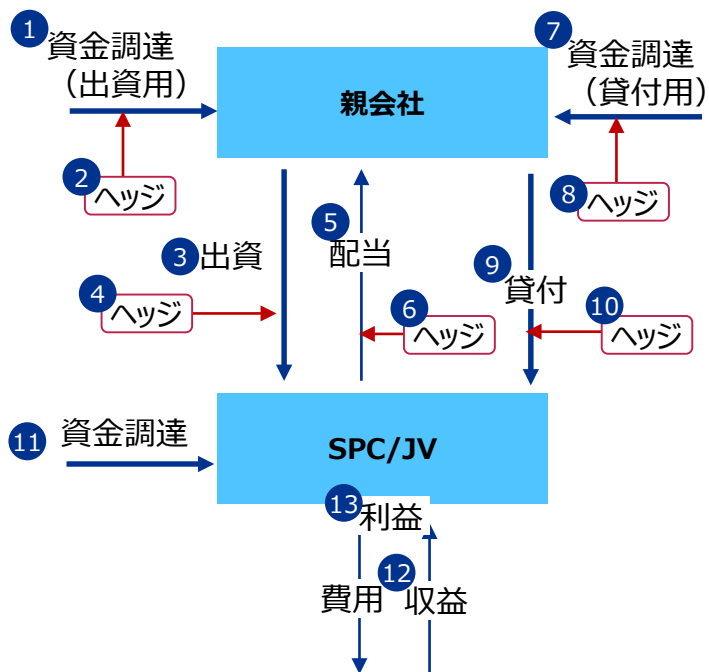 1 資金調達
(出資用)
親会社
7 資金調達
(貸付用)
2 ヘッジ
8 ヘッジ
3 出資
5 配当
9 貸付
4 ヘッジ
6 ヘッジ
10 ヘッジ
11 資金調達
SPC/JV
13 利益
12
費用 収益